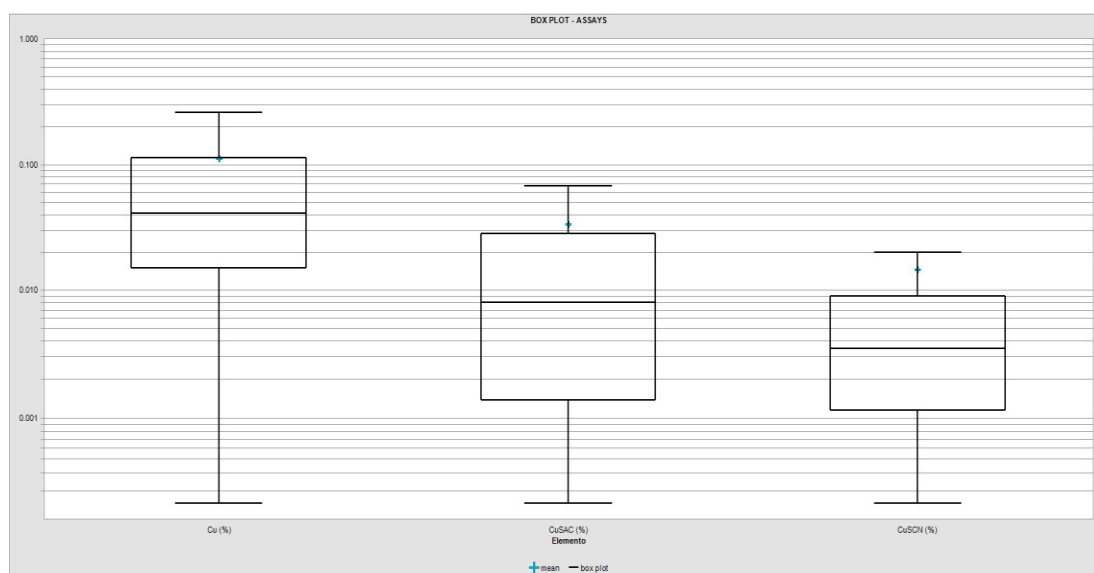 BOX PLOT - ASSAYS
1.000
0.100
0.010
0.001
Cu (%) CuSAC (%) CuSCN (%)
Elemento
mean box plot